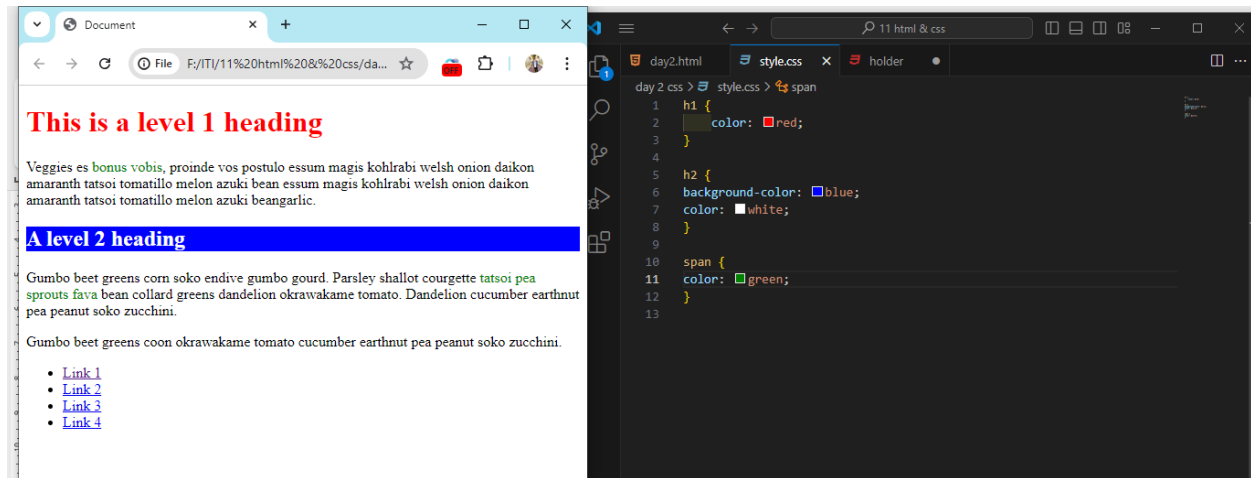 Document
File F:/ITI/11%20html%20&%20css/da...
OFF
This is a level 1 heading
Veggies es bonus vobis, proinde vos postulo essum magis kohlrabi welsh onion daikon
amaranth tatsoi tomatillo melon azuki bean essum magis kohlrabi welsh onion daikon
amaranth tatsoi tomatillo melon azuki beangarlic.
A level 2 heading
Gumbo beet greens corn soko endive gumbo gourd. Parsley shallot courgette tatsoi pea
sprouts fava bean collard greens dandelion okrawakame tomato. Dandelion cucumber earthnut
pea peanut soko zucchini.
Gumbo beet greens coon okrawakame tomato cucumber earthnut pea peanut soko zucchini.
Link 1
Link 2
Link 3
Link 4
11 html & css
day2.html style.css holder
day 2 css > style.css > span
1
1 h1 {
2 color: red;
3 }
4
5 h2 {
6 background-color: blue;
7 color: white;
8 }
9
10 span {
11 color: green;
12 }
13